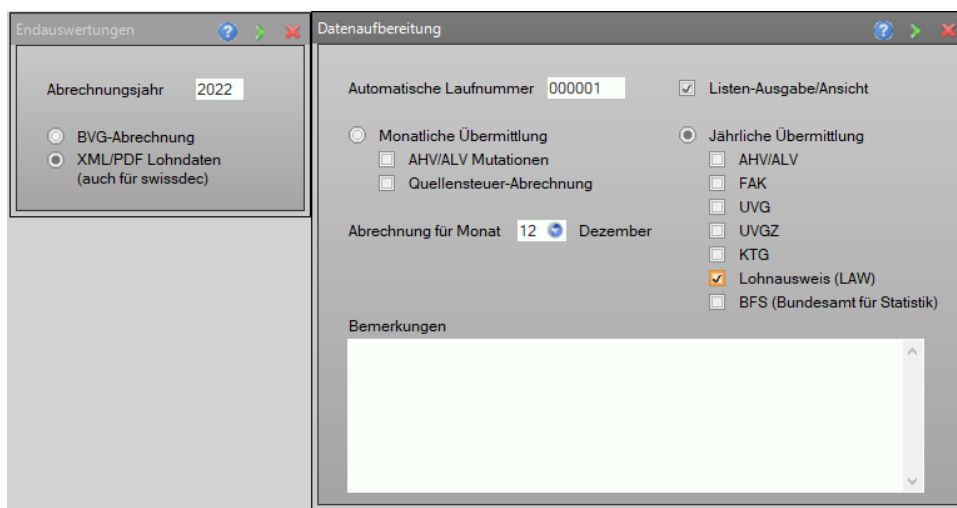 Endauswertungen
Abrechnungsjahr 2022
BVG-Abrechnung
XML/PDF Lohndaten
(auch für swissdec)
Datenaufbereitung
Automatische Laufnummer 000001
Listen-Ausgabe/Ansicht
Monatliche Übermittlung
AHV/ALV Mutationen
Quellensteuer-Abrechnung
Abrechnung für Monat 12 Dezember
Jährliche Übermittlung
AHV/ALV
FAK
UVG
UVGZ
KTG
Lohnausweis (LAW)
BFS (Bundesamt für Statistik)
Bemerkungen